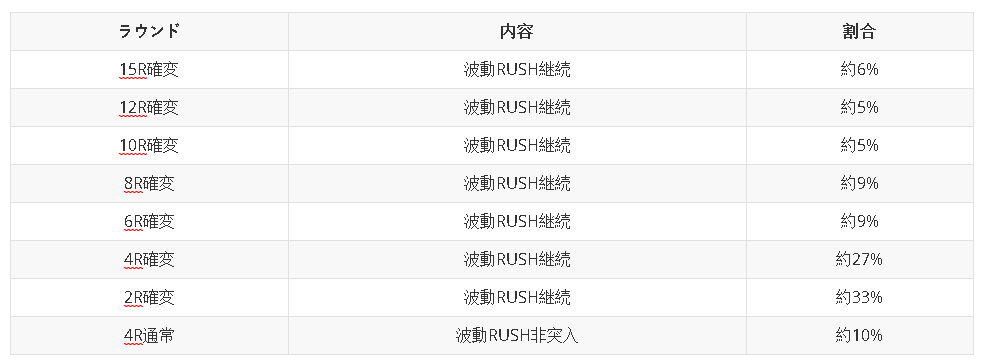 ラウンド 内容 割合
15R確変 波動RUSH継続 約6%
12R確変 波動RUSH継続 約5%
10R確変 波動RUSH継続 約5%
8R確変 波動RUSH継続 約9%
6R確変 波動RUSH継続 約9%
4R確変 波動RUSH継続 約27%
2R確変 波動RUSH継続 約33%
4R通常 波動RUSH非突入 約10%